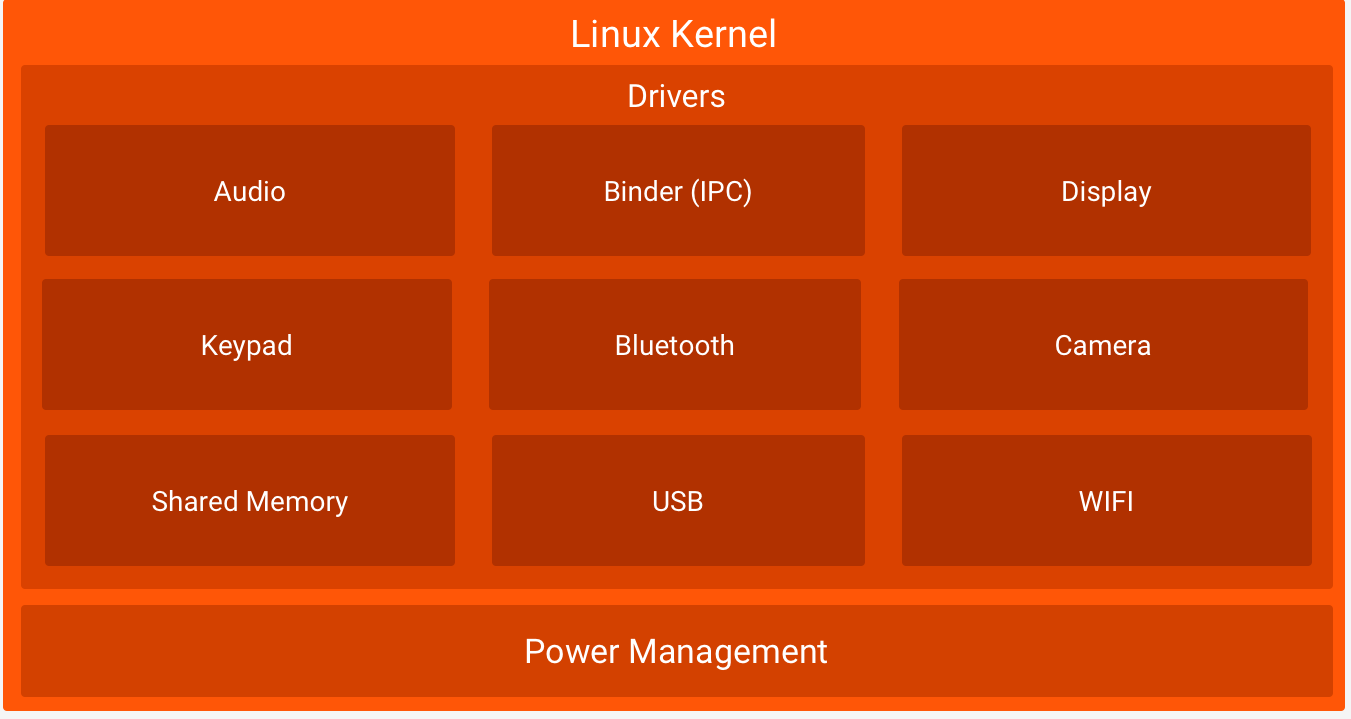 Linux Kernel
Drivers
Audio
Binder (IPC)
Display
Keypad
Bluetooth
Camera
Shared Memory
USB
WIFI
Power Management